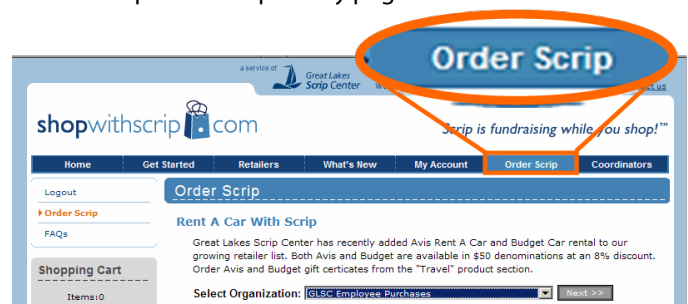 Order Scrip
a service of
Great Lakes
Scrip Center
shopwithscrip.com
Scrip is fundraising while you shop!™
Home Get Started Retailers What's New My Account Order Scrip Coordinators
Logout
Order Scrip
FAQs
Shopping Cart
Items:0
Order Scrip
Rent A Car With Scrip
Great Lakes Scrip Center has recently added Avis Rent A Car and Budget Car rental to our
growing retailer list. Both Avis and Budget are available in $50 denominations at an 8% discount.
Order Avis and Budget gift certicates from the "Travel" product section.
Select Organization: GLSC Employee Purchases Next >>